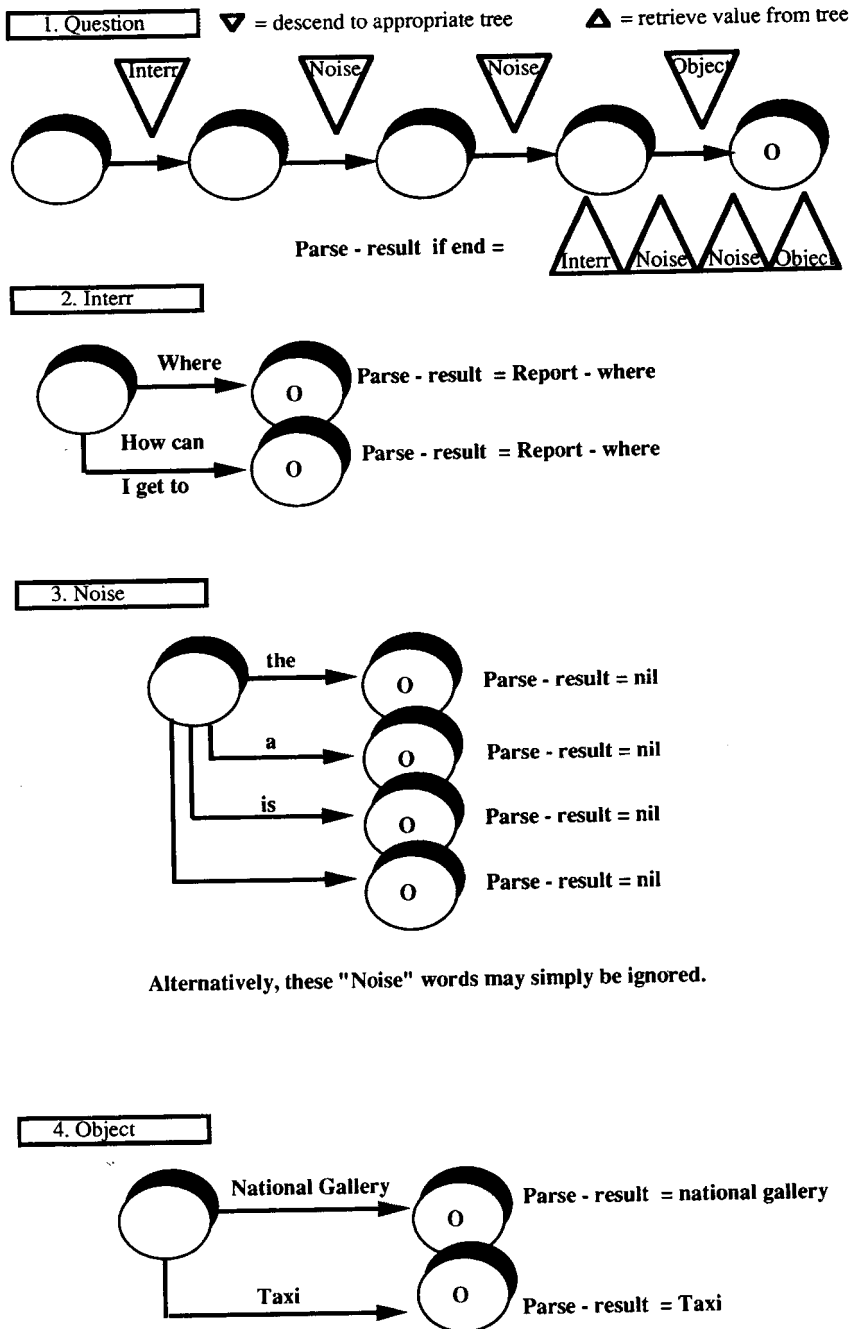 1. Question
= descend to appropriate tree
= retrieve value from tree
Interr
Noise
Noise
Object
O
Parse - result if end =
Interr
Noise
Noise
Object
2. Interr
Where
O
Parse - result = Report - where
How can
I get to
O
Parse - result = Report - where
3. Noise
the
O
Parse - result = nil
a
O
Parse - result = nil
is
O
Parse - result = nil
O
Parse - result = nil
Alternatively, these "Noise" words may simply be ignored.
4. Object
National Gallery
O
Parse - result = national gallery
Taxi
O
Parse - result = Taxi